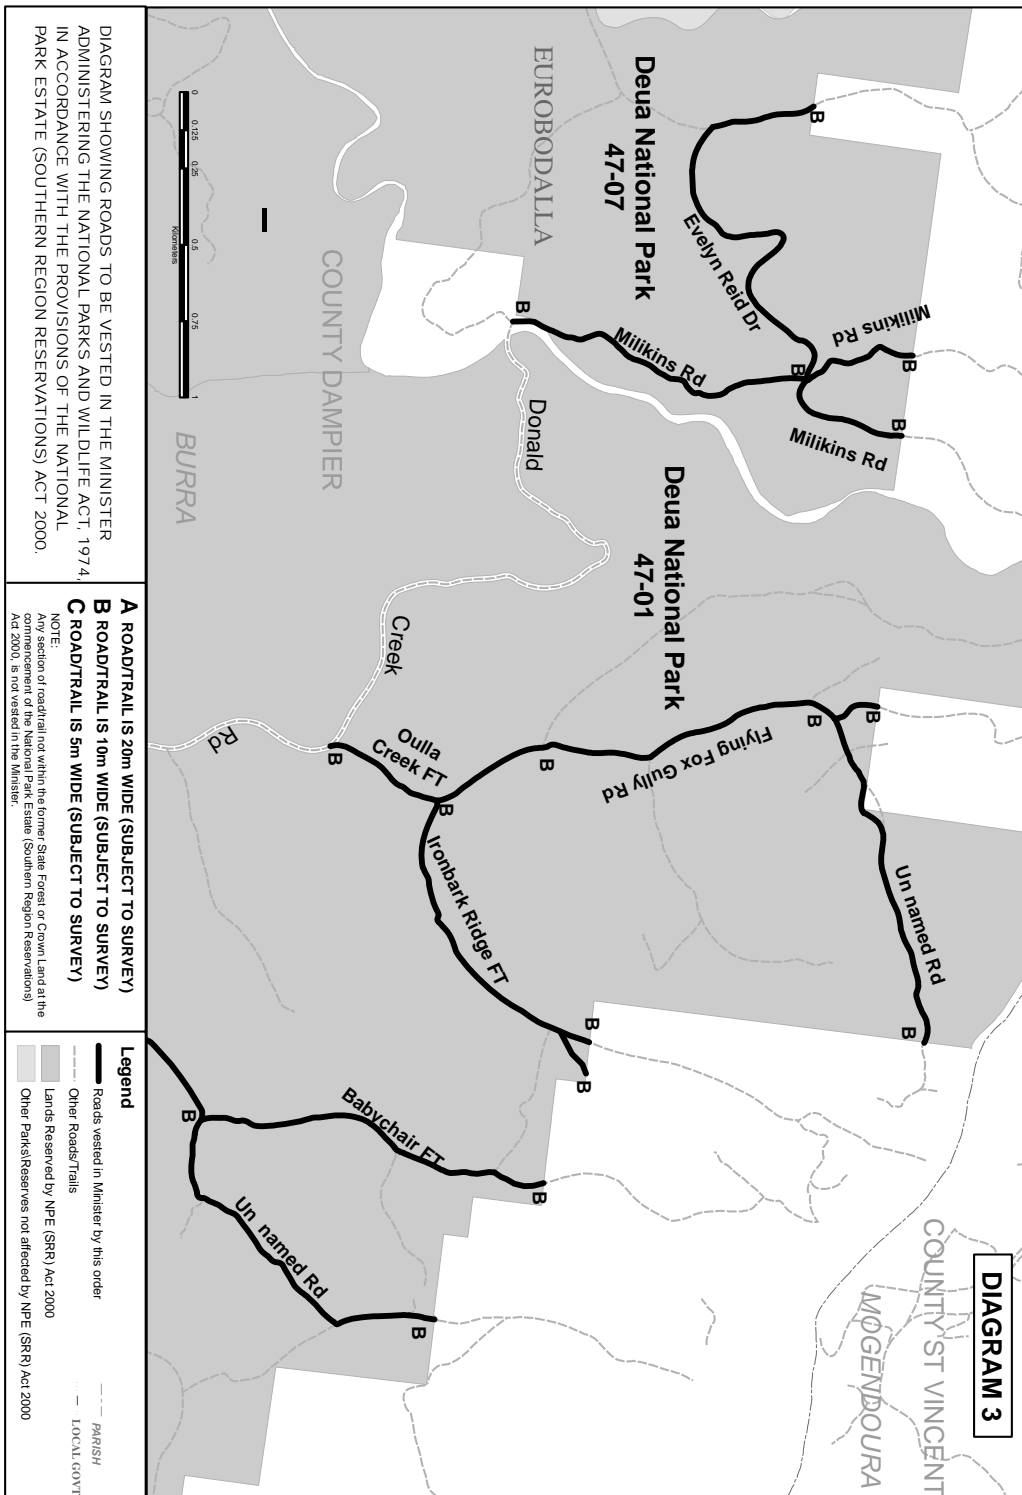 DIAGRAM 3
COUNTY ST VINCENT
MOGENDOURA
Deua National Park
47-07
EUROBODALLA
B
Evelyn Reid Dr
Milikins Rd
B
Milikins Rd
B
B
Milikins Rd
B
Deua National Park
47-01
Donald
Creek
Rd
COUNTY DAMPIER
BURRA
B
B
Flying Fox Gully Rd
Un named Rd
B
B
Oulla
Creek FT
B
B
Ironbark Ridge FT
B
B
Babychair FT
B
B
Un named Rd
B
0
0.125
0.25
0.5
0.75
1
Kilometers
DIAGRAM SHOWING ROADS TO BE VESTED IN THE MINISTER
ADMINISTERING THE NATIONAL PARKS AND WILDLIFE ACT, 1974,
IN ACCORDANCE WITH THE PROVISIONS OF THE NATIONAL
PARK ESTATE (SOUTHERN REGION RESERVATIONS) ACT 2000.
A ROAD/TRAIL IS 20m WIDE (SUBJECT TO SURVEY)
B ROAD/TRAIL IS 10m WIDE (SUBJECT TO SURVEY)
C ROAD/TRAIL IS 5m WIDE (SUBJECT TO SURVEY)
NOTE:
Any section of road/trail not within the former State Forest or Crown Land at the
commencement of the National Park Estate (Southern Region Reservations)
Act 2000, is not vested in the Minister.
Legend
Roads vested in Minister by this order
Other Roads/Trails
Lands Reserved by NPE (SRR) Act 2000
Other Parks\Reserves not affected by NPE (SRR) Act 2000
PARISH
LOCAL GOVT